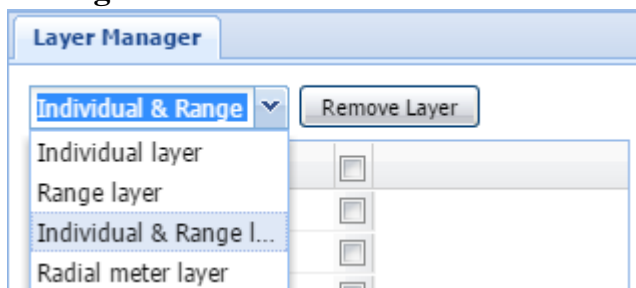 Layer Manager
Individual & Range
Remove Layer
Individual layer
Range layer
Individual & Range l...
Radial meter layer